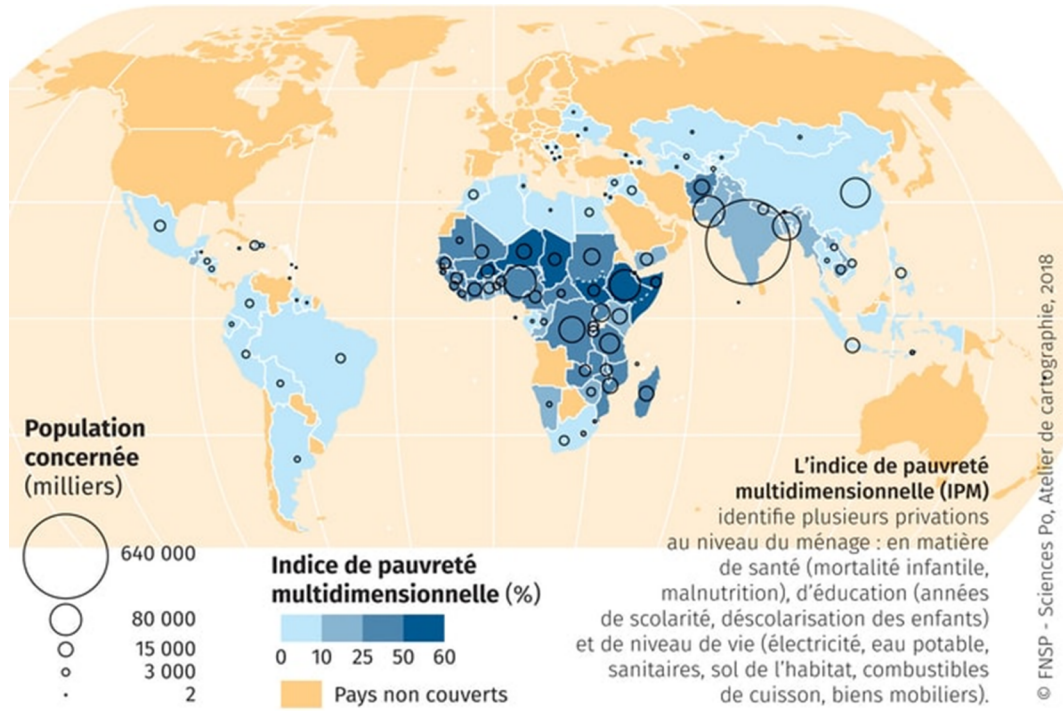 Population
concernée
(milliers)
640 000
80 000
15 000
3 000
2
Indice de pauvreté
multidimensionnelle (%)
0 10 25 50 60
Pays non couverts
L'indice de pauvreté
multidimensionnelle (IPM)
identifie plusieurs privations
au niveau du ménage : en matière
de santé (mortalité infantile,
malnutrition), d'éducation (années
de scolarité, déscolarisation des enfants)
et de niveau de vie (électricité, eau potable,
sanitaires, sol de l'habitat, combustibles
de cuisson, biens mobiliers).
© FNSP - Sciences Po, Atelier de cartographie, 2018